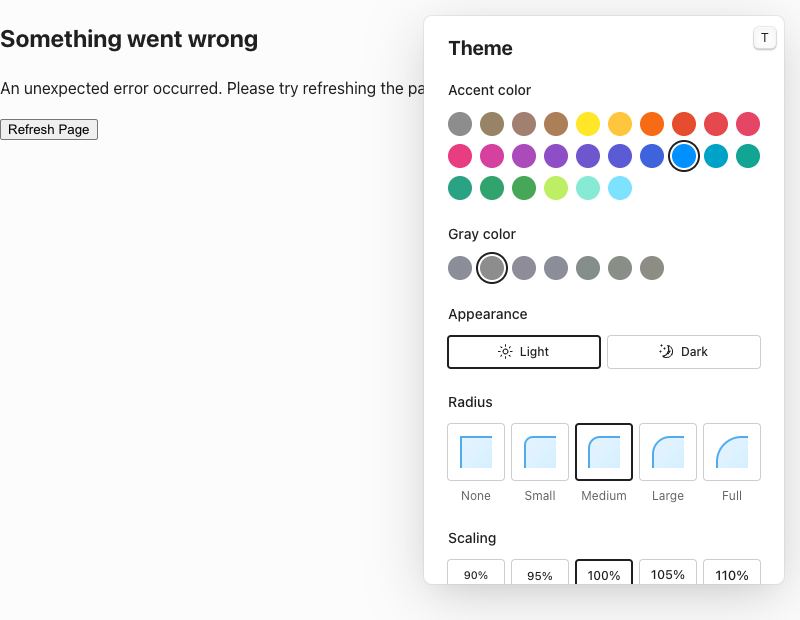 Something went wrong
An unexpected error occurred. Please try refreshing the pa
Refresh Page
Theme
T
Accent color
Gray color
Appearance
Light
Dark
Radius
None
Small
Medium
Large
Full
Scaling
90%
95%
100%
105%
110%